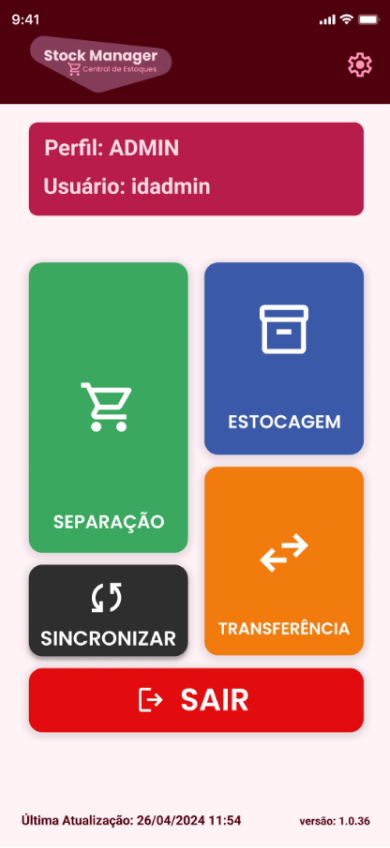 9:41
Stock Manager
Central de Estoques
Perfil: ADMIN
Usuário: idadmin
SEPARAÇÃO
ESTOCAGEM
SINCRONIZAR
TRANSFERÊNCIA
SAIR
Última Atualização: 26/04/2024 11:54
versão: 1.0.36